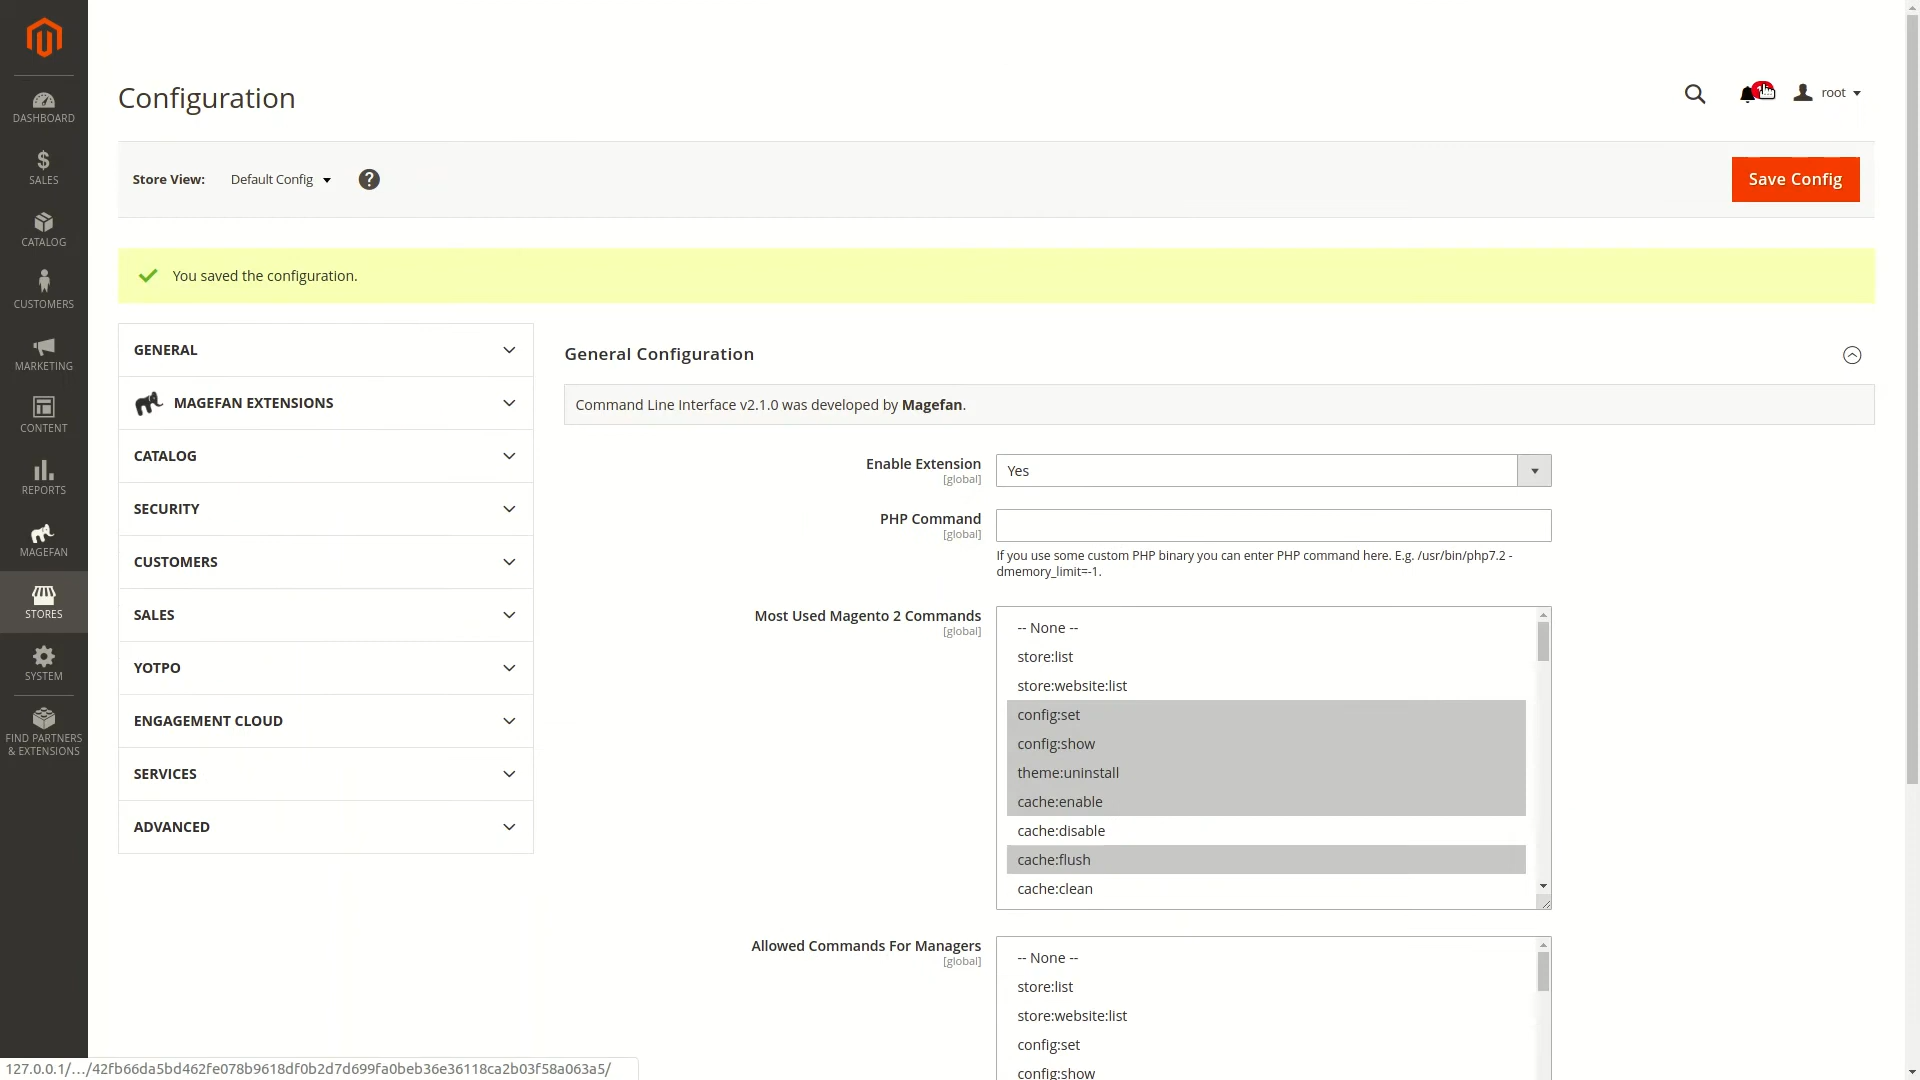 Configuration
root
Store View:
Default Config
?
Save Config
You saved the configuration.
DASHBOARD
SALES
CATALOG
CUSTOMERS
MARKETING
CONTENT
REPORTS
MAGEFAN
STORES
SYSTEM
FIND PARTNERS
& EXTENSIONS
GENERAL
MAGEFAN EXTENSIONS
CATALOG
SECURITY
CUSTOMERS
SALES
YOTPO
ENGAGEMENT CLOUD
SERVICES
ADVANCED
General Configuration
Command Line Interface v2.1.0 was developed by Magefan.
Enable Extension
[global]
Yes
PHP Command
[global]
If you use some custom PHP binary you can enter PHP command here. E.g. /usr/bin/php7.2 -
dmemory_limit=-1.
Most Used Magento 2 Commands
[global]
-- None --
store:list
store:website:list
config:set
config:show
theme:uninstall
cache:enable
cache:disable
cache:flush
cache:clean
Allowed Commands For Managers
[global]
-- None --
store:list
store:website:list
config:set
config:show
127.0.0.1/.../42fb66da5bd462fe078b9618df0b2d7d699fa0beb36e36118ca2b03f58a063a5/